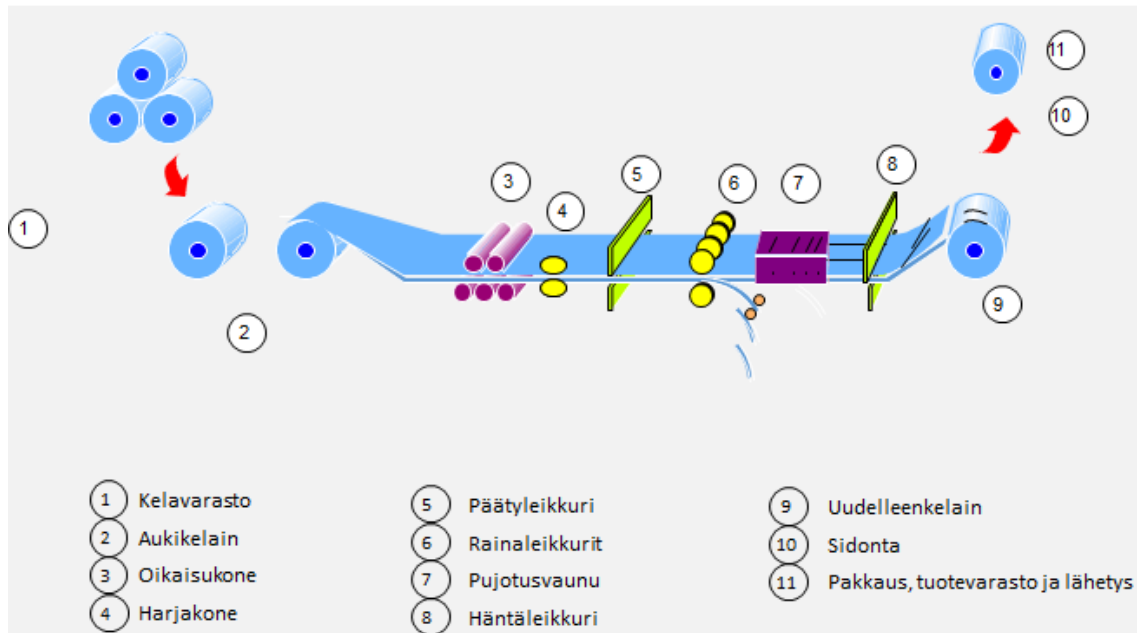 11
10
8
5
6
7
3
4
1
9
2
1 Kelavarasto
2 Aukikelain
3 Oikaisukone
4 Harjakone
5 Päätyleikkuri
6 Rainaleikkurit
7 Pujotusvaunu
8 Häntäleikkuri
9 Uudelleenkelain
10 Sidonta
11 Pakkaus, tuotevarasto ja lähetys